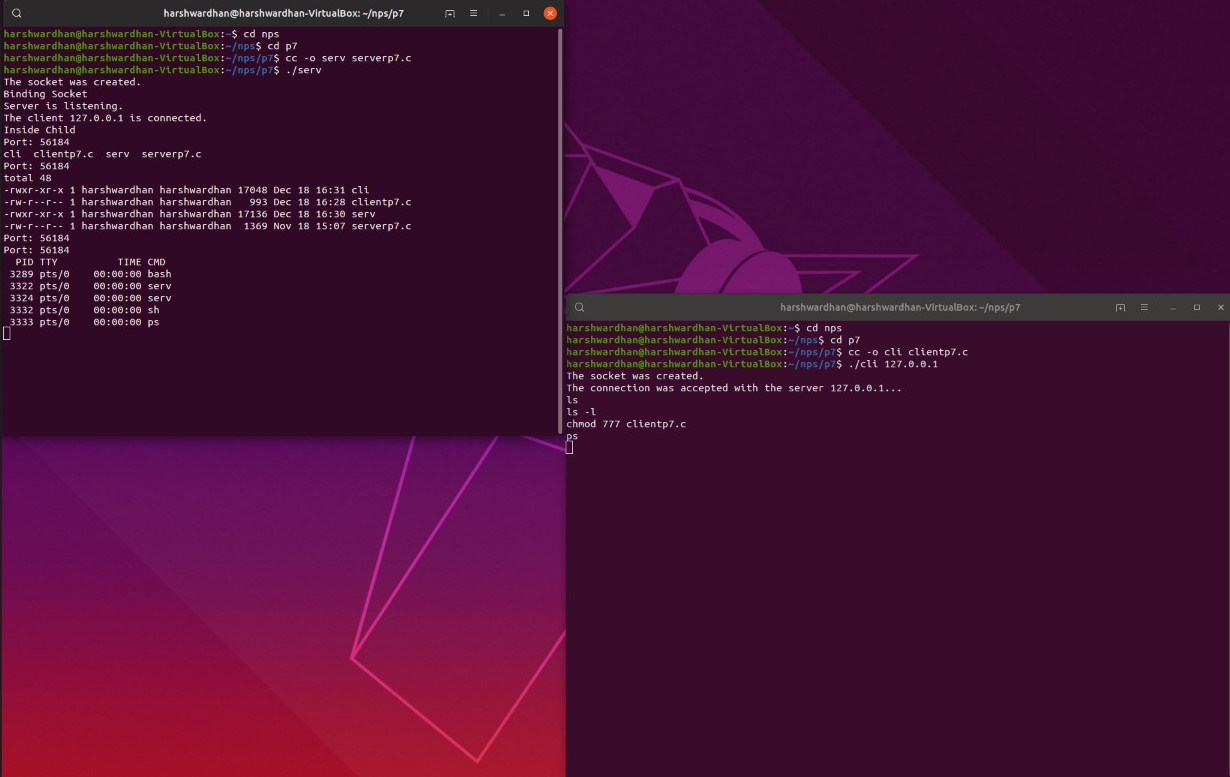 harshwardhan@harshwardhan-VirtualBox: ~/nps/p7
harshwardhan@harshwardhan-VirtualBox:~$ cd nps
harshwardhan@harshwardhan-VirtualBox:~/nps$ cd p7
harshwardhan@harshwardhan-VirtualBox:~/nps/p7$ cc -o serv serverp7.c
harshwardhan@harshwardhan-VirtualBox:~/nps/p7$ ./serv
The socket was created.
Binding Socket
Server is listening.
The client 127.0.0.1 is connected.
Inside Child
Port: 56184
cli  clientp7.c  serv  serverp7.c
Port: 56184
total 48
-rwxr-xr-x 1 harshwardhan harshwardhan 17048 Dec 18 16:31 cli
-rw-r--r-- 1 harshwardhan harshwardhan   993 Dec 18 16:28 clientp7.c
-rwxr-xr-x 1 harshwardhan harshwardhan 17136 Dec 18 16:30 serv
-rw-r--r-- 1 harshwardhan harshwardhan  1369 Nov 18 15:07 serverp7.c
Port: 56184
Port: 56184
  PID TTY          TIME CMD
 3289 pts/0    00:00:00 bash
 3322 pts/0    00:00:00 serv
 3324 pts/0    00:00:00 serv
 3332 pts/0    00:00:00 sh
 3333 pts/0    00:00:00 ps
harshwardhan@harshwardhan-VirtualBox: ~/nps/p7
harshwardhan@harshwardhan-VirtualBox:~$ cd nps
harshwardhan@harshwardhan-VirtualBox:~/nps$ cd p7
harshwardhan@harshwardhan-VirtualBox:~/nps/p7$ cc -o cli clientp7.c
harshwardhan@harshwardhan-VirtualBox:~/nps/p7$ ./cli 127.0.0.1
The socket was created.
The connection was accepted with the server 127.0.0.1...
ls
ls -l
chmod 777 clientp7.c
ps